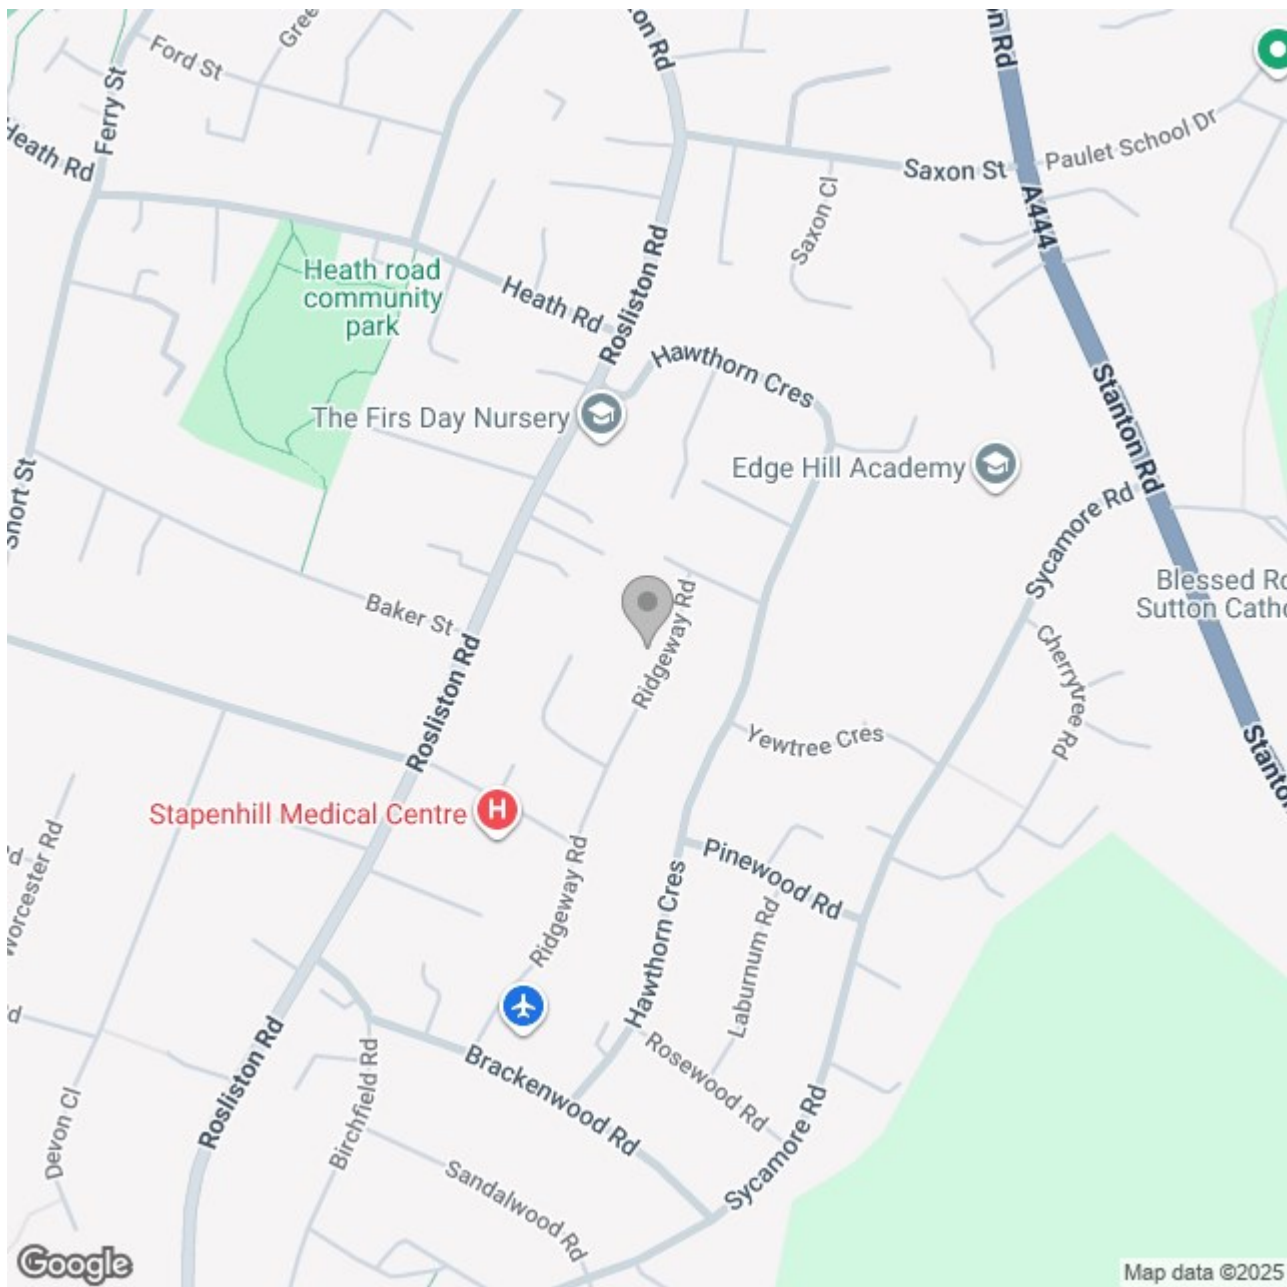 Ford St
Ferry St
Heath Rd
Rosliston Rd
Heath road
community
park
Heath Rd
Saxon St
Saxon Cl
Paulet School Dr
A444
Stanton Rd
Hawthorn Cres
The Firs Day Nursery
Edge Hill Academy
Short St
Sycamore Rd
Baker St
Ridgeway Rd
Blessed
Sutton
Cherrytree Rd
Rosliston Rd
Yewtree Cres
Stanton
Stapenhill Medical Centre
Worcester Rd
Ridgeway Rd
Pinewood Rd
Hawthorn Cres
Laburnum Rd
Rosliston Rd
Birchfield Rd
Brackenwood Rd
Rosewood Rd
Sycamore Rd
Devon Cl
Sandalwood Rd
Google
Map data ©2025